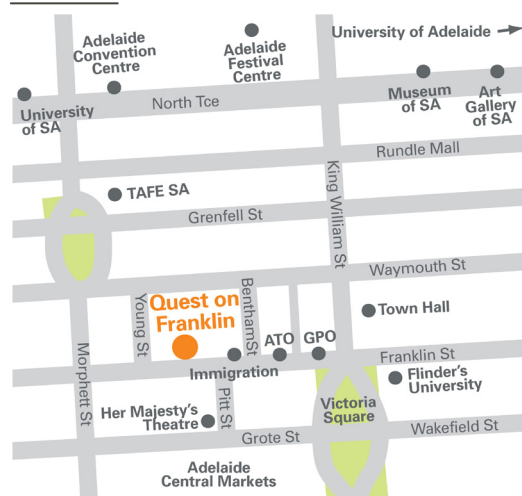 University of Adelaide
Adelaide
Convention
Centre
Adelaide
Festival
Centre
University
of SA
North Tce
Museum
of SA
Art
Gallery
of SA
Rundle Mall
TAFE SA
Grenfell St
King William St
Waymouth St
Quest on
Franklin
Young St
BenthamSt
Town Hall
ATO
GPO
Franklin St
Immigration
Flinder's
University
Morphett St
Pitt St
Victoria
Square
Her Majesty's
Theatre
Grote St
Wakefield St
Adelaide
Central Markets